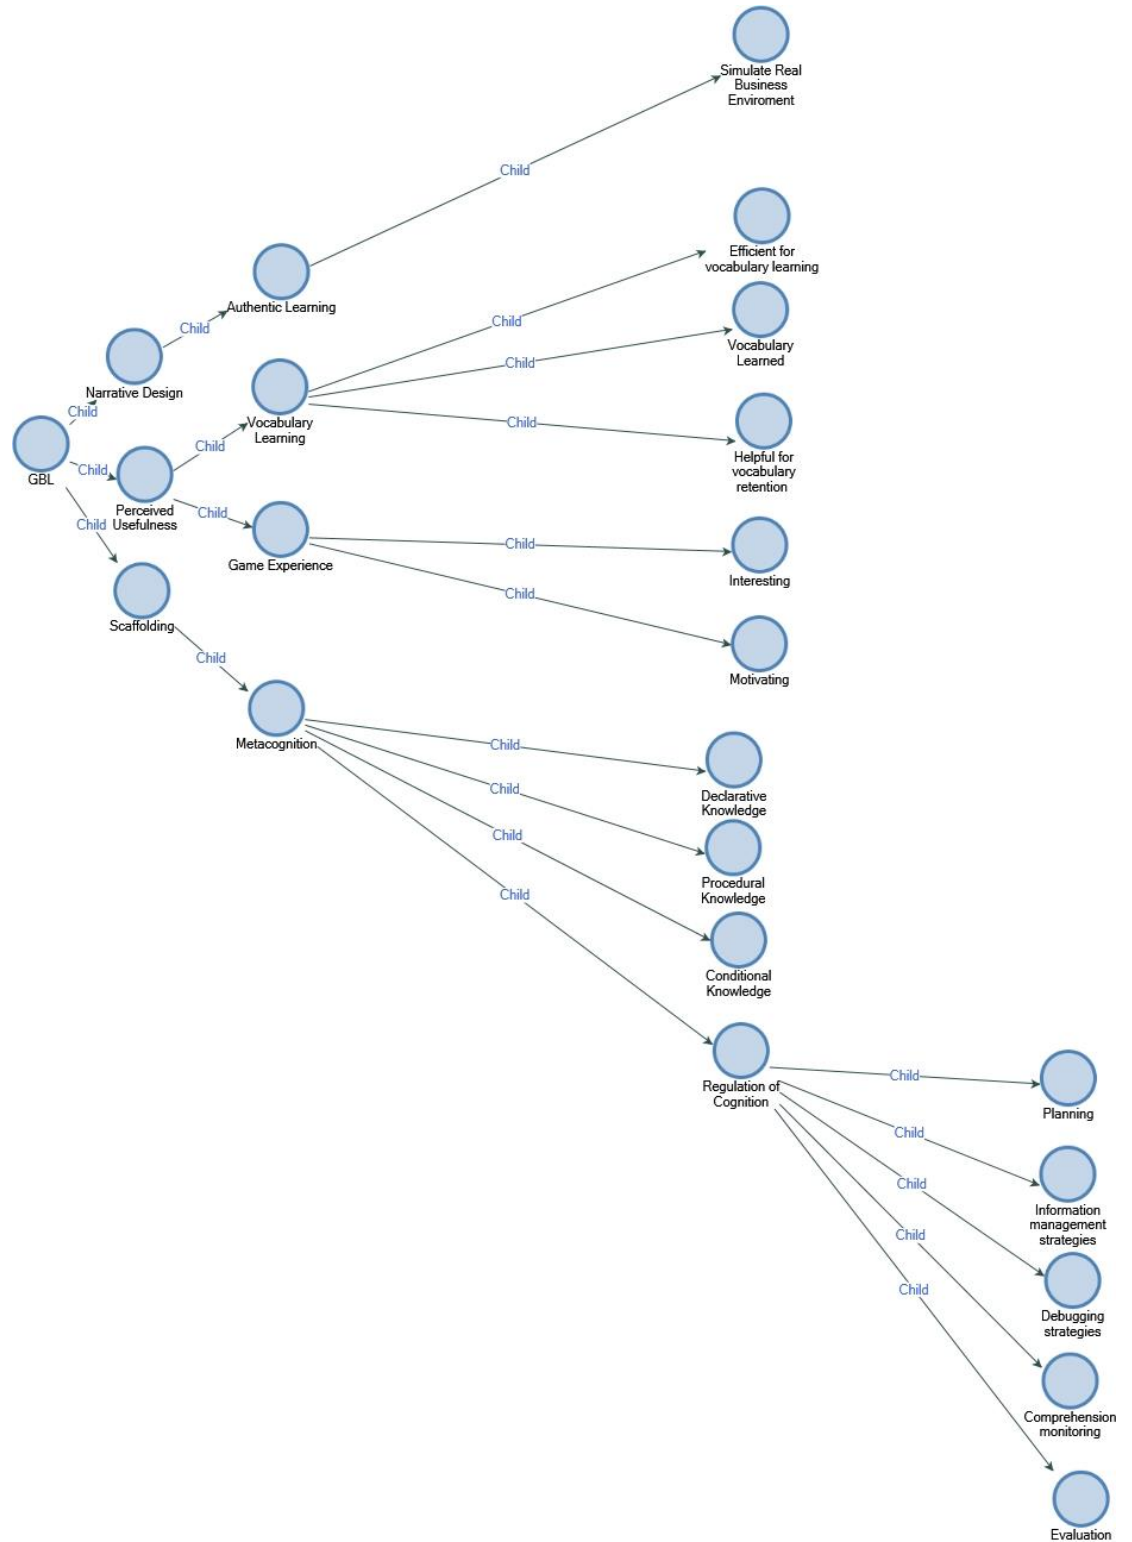 Simulate Real
Business
Enviroment
Child
Efficient for
vocabulary learning
Authentic Learning
Child
Child
Vocabulary
Learned
Child
Narrative Design
Child
Vocabulary
Learning
Child
Child
Helpful for
vocabulary
retention
GBL
Child
Perceived
Usefulness
Child
Child
Game Experience
Child
Interesting
Child
Scaffolding
Child
Motivating
Metacognition
Child
Declarative
Knowledge
Child
Procedural
Knowledge
Child
Conditional
Knowledge
Child
Regulation of
Cognition
Child
Planning
Child
Information
management
strategies
Child
Debugging
strategies
Child
Comprehension
monitoring
Child
Evaluation